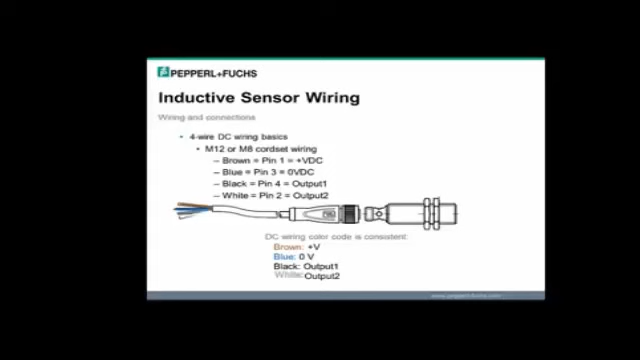 PEPPERL+FUCHS
Inductive Sensor Wiring
Wiring and connections
• 4-wire DC wiring basics
• M12 or M8 cordset wiring
– Brown = Pin 1 = +VDC
– Blue = Pin 3 = 0VDC
– Black = Pin 4 = Output1
– White = Pin 2 = Output2
DC wiring color code is consistent:
Brown: +V
Blue: 0 V
Black: Output1
White: Output2
www.pepperl-fuchs.com